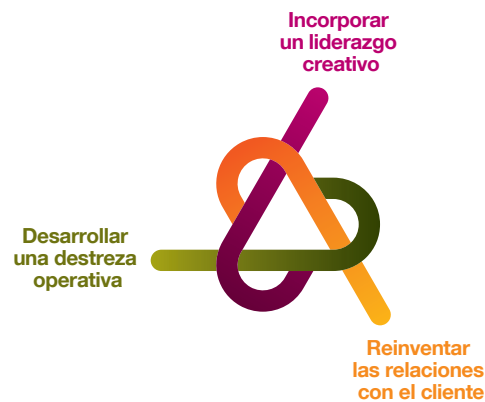 Incorporar
un liderazgo
creativo
Desarrollar
una destreza
operativa
Reinventar
las relaciones
con el cliente